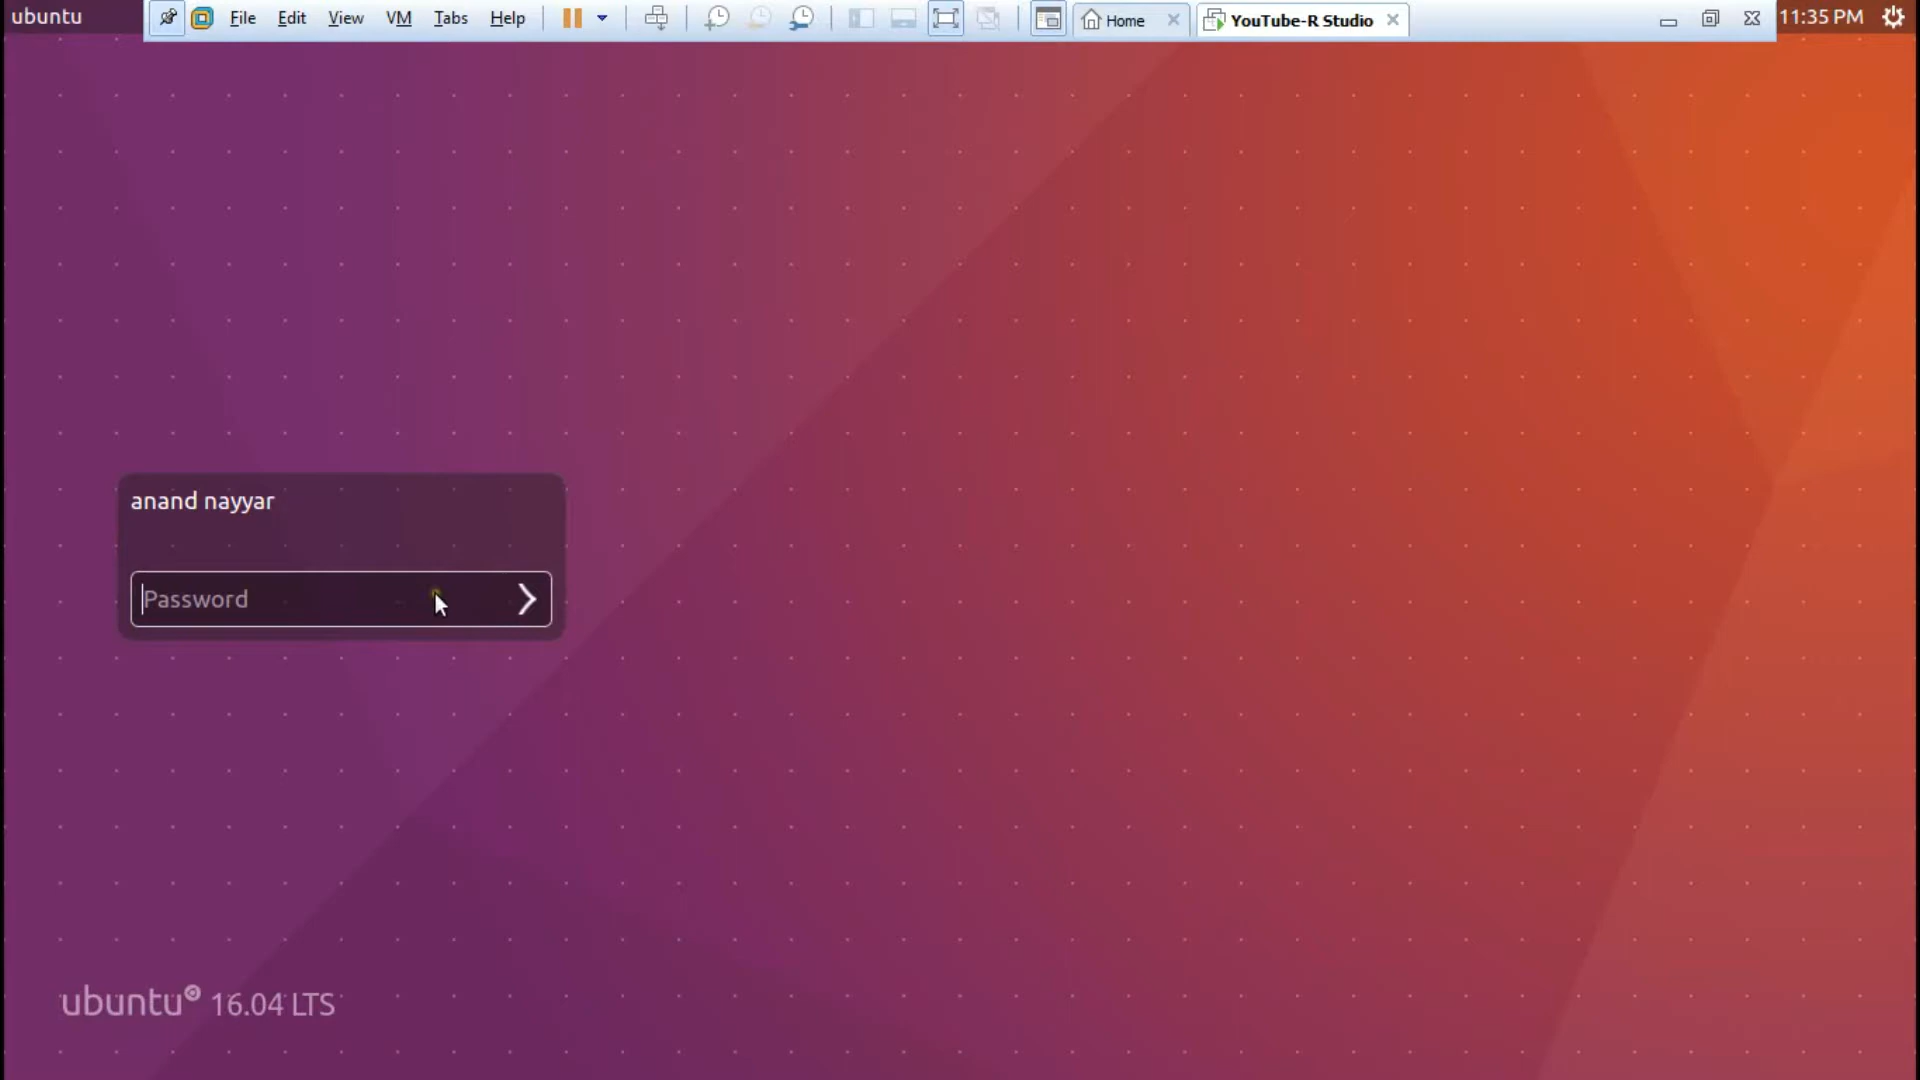 ubuntu File Edit View VM Tabs Help Home YouTube-R Studio 11:35 PM
anand nayyar
Password
ubuntu 16.04 LTS